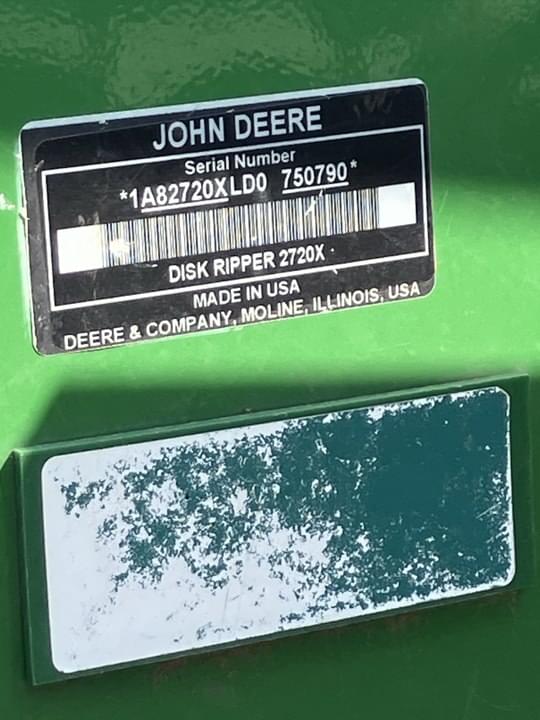 JOHN DEERE
Serial Number
*1A82720XLD0 750790*
DISK RIPPER 2720X
MADE IN USA
DEERE & COMPANY, MOLINE, ILLINOIS, USA